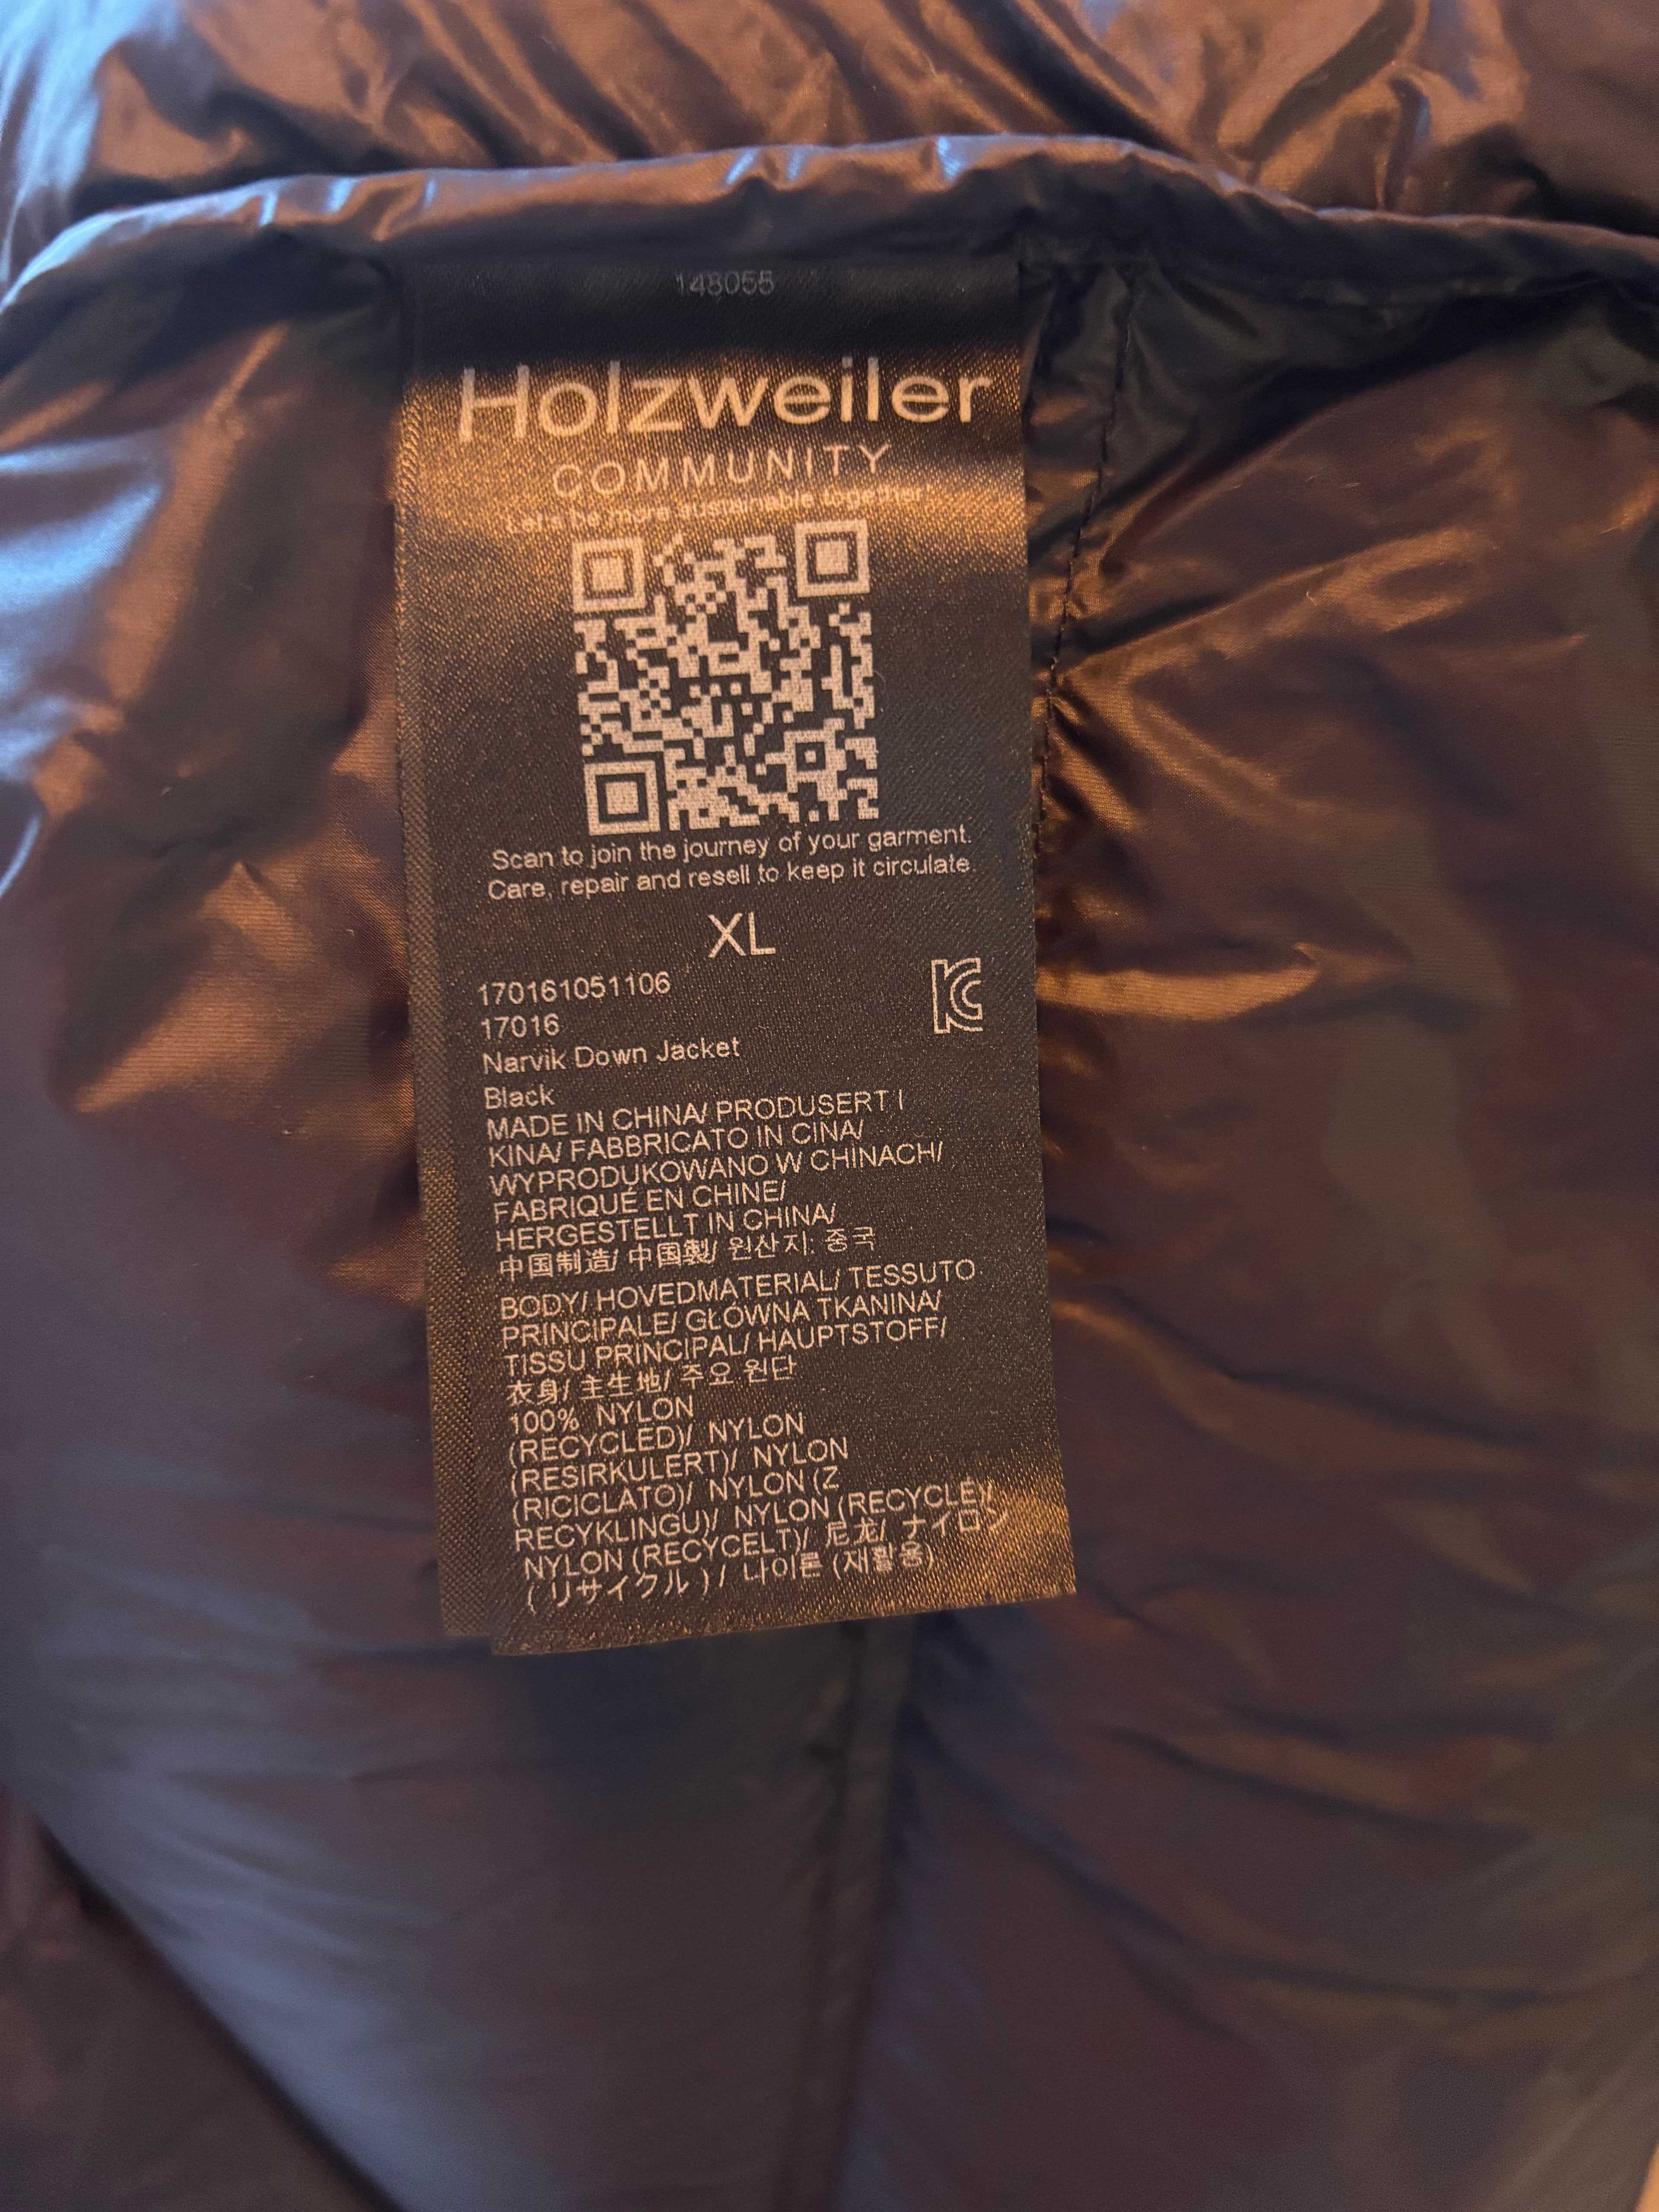 148055
Holzweiler
COMMUNITY
Let's be more sustainable together.
Scan to join the journey of your garment.
Care, repair and resell to keep it circulate.
XL
170161051106
17016
Narvik Down Jacket
Black
MADE IN CHINA/ PRODUSERT I
KINA/ FABBRICATO IN CINA/
WYPRODUKOWANO W CHINACH/
FABRIQUÉ EN CHINE/
HERGESTELLT IN CHINA/
中国制造/ 中国製/ 원산지: 중국
BODY/ HOVEDMATERIAL/ TESSUTO
PRINCIPALE/ GŁÓWNA TKANINA/
TISSU PRINCIPAL/ HAUPTSTOFF/
衣身/ 主生地/ 주요 원단
100% NYLON
(RECYCLED)/ NYLON
(RESIRKULERT)/ NYLON
(RICICLATO)/ NYLON (Z
RECYKLINGU)/ NYLON (RECYCLÉ)/
NYLON (RECYCELT)/ 尼龙/ ナイロン
(リサイクル)/ 나이론 (재활용)